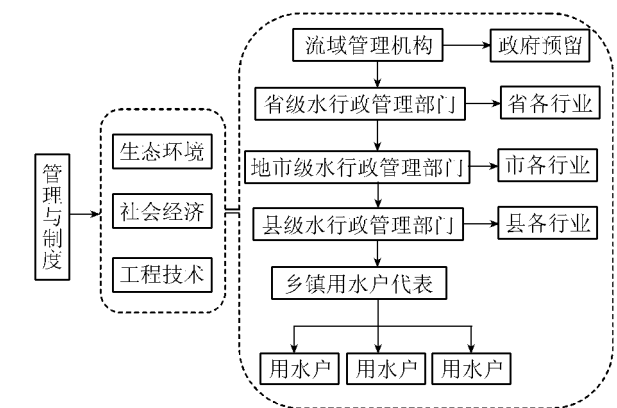 管理与制度
生态环境
社会经济
工程技术
流域管理机构
政府预留
省级水行政管理部门
省各行业
地市级水行政管理部门
市各行业
县级水行政管理部门
县各行业
乡镇用水户代表
用水户
用水户
用水户